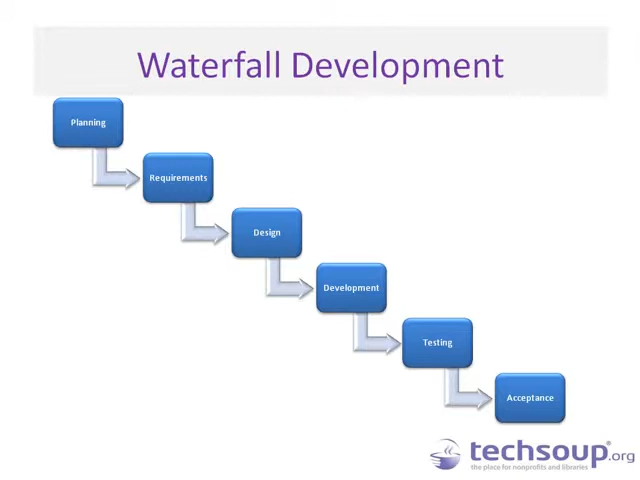 Waterfall Development
Planning
Requirements
Design
Development
Testing
Acceptance
techsoup®.org
the place for nonprofits and libraries